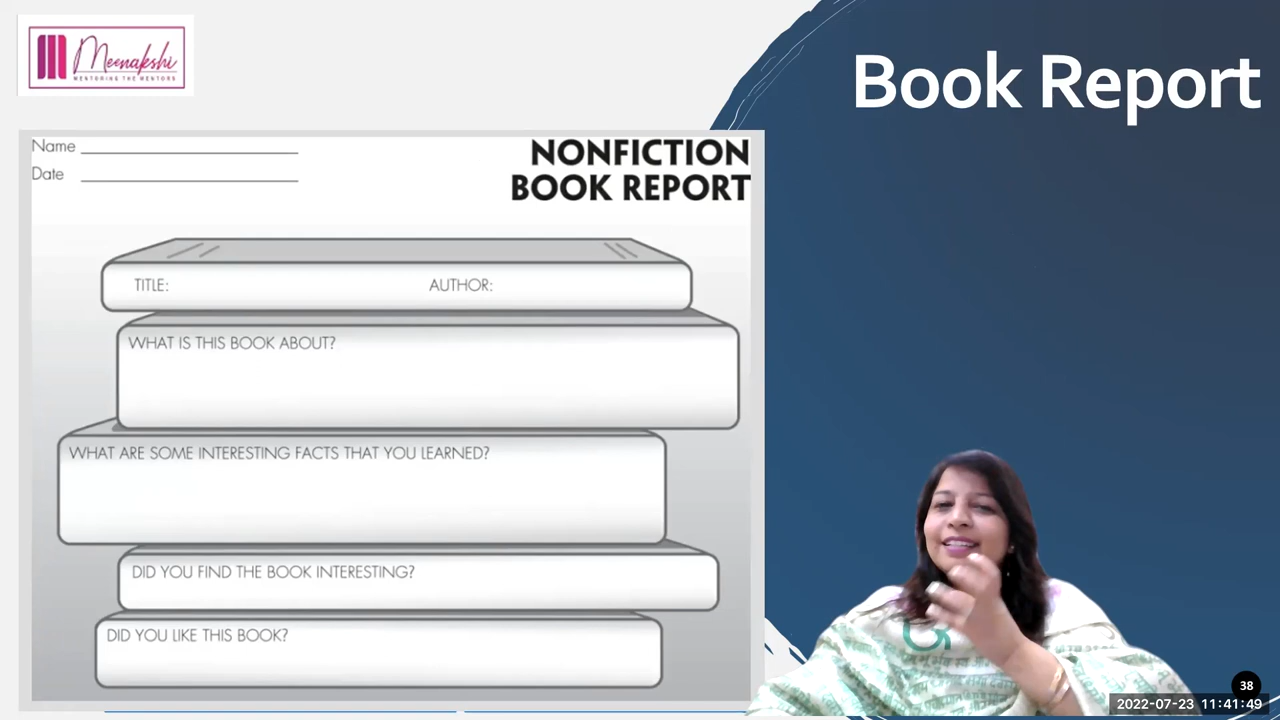 Meenakshi
MENTORING THE MENTORS
Book Report
Name
Date
NONFICTION
BOOK REPORT
TITLE: AUTHOR:
WHAT IS THIS BOOK ABOUT?
WHAT ARE SOME INTERESTING FACTS THAT YOU LEARNED?
DID YOU FIND THE BOOK INTERESTING?
DID YOU LIKE THIS BOOK?
38
2022-07-23 11:41:49